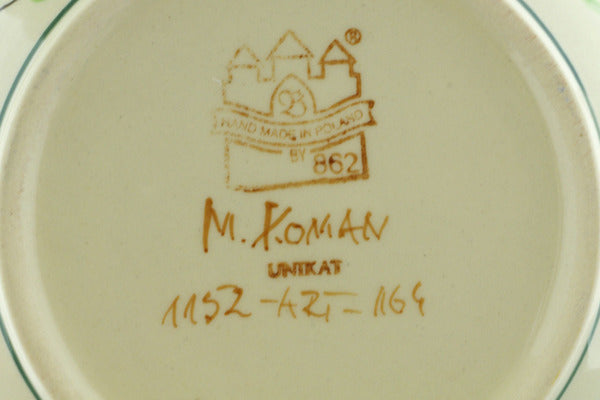 ®
B
HAND MADE IN POLAND
BY 862
M. KOMAN
UNIKAT
1152-ART-164